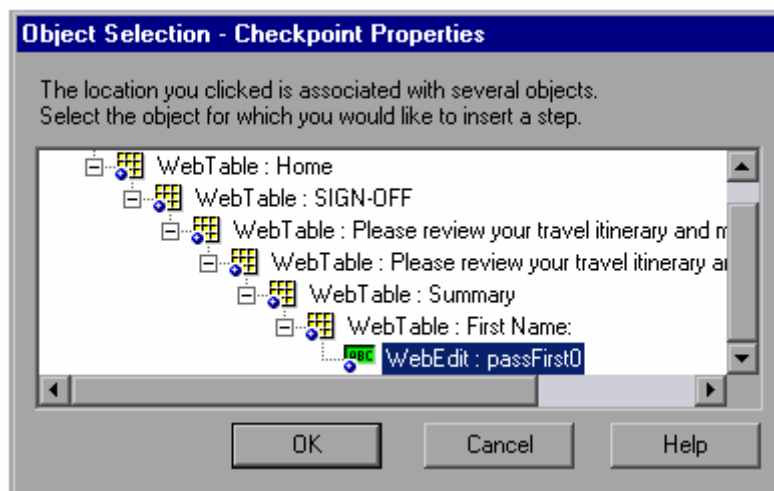 Object Selection - Checkpoint Properties
The location you clicked is associated with several objects.
Select the object for which you would like to insert a step.
WebTable : Home
WebTable : SIGN-OFF
WebTable : Please review your travel itinerary and m
WebTable : Please review your travel itinerary a
WebTable : Summary
WebTable : First Name:
ABC WebEdit : passFirst0
OK Cancel Help